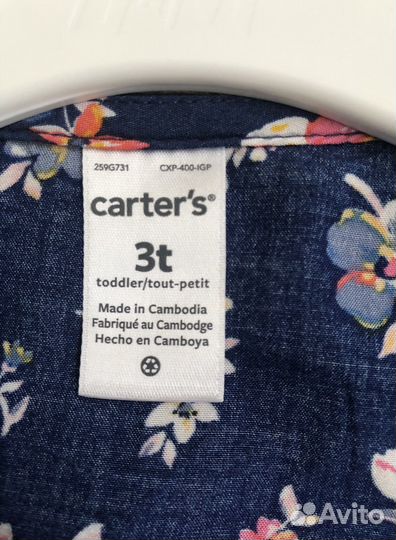 259G731 CXP-400-IGP
carter's®
3t
toddler/tout-petit
Made in Cambodia
Fabriqué au Cambodge
Hecho en Camboya
Avito